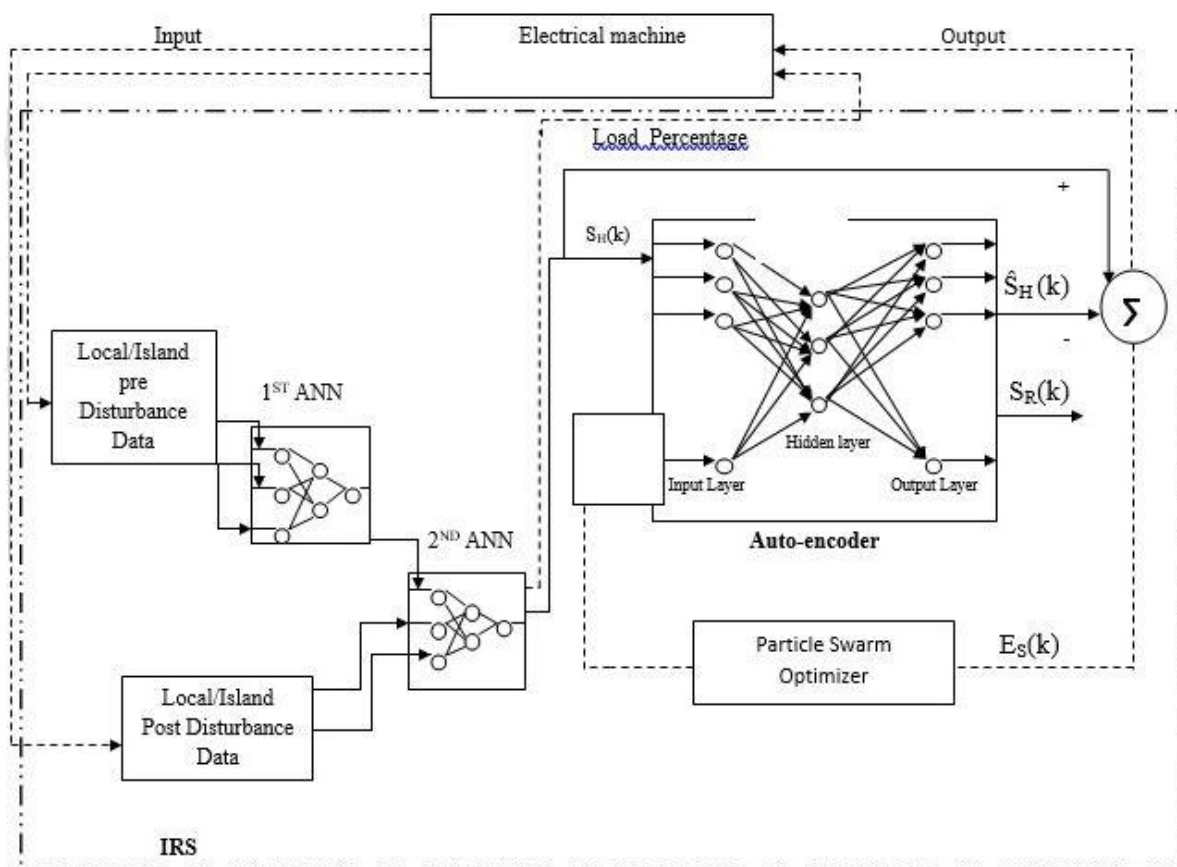 Input
Electrical machine
Output
Load Percentage
+
S_H(k)
Ŝ_H(k)
Σ
-
Local/Island
pre
Disturbance
Data
1ST ANN
S_R(k)
Hidden layer
Input Layer
Output Layer
2ND ANN
Auto-encoder
Particle Swarm
Optimizer
E_S(k)
Local/Island
Post Disturbance
Data
IRS